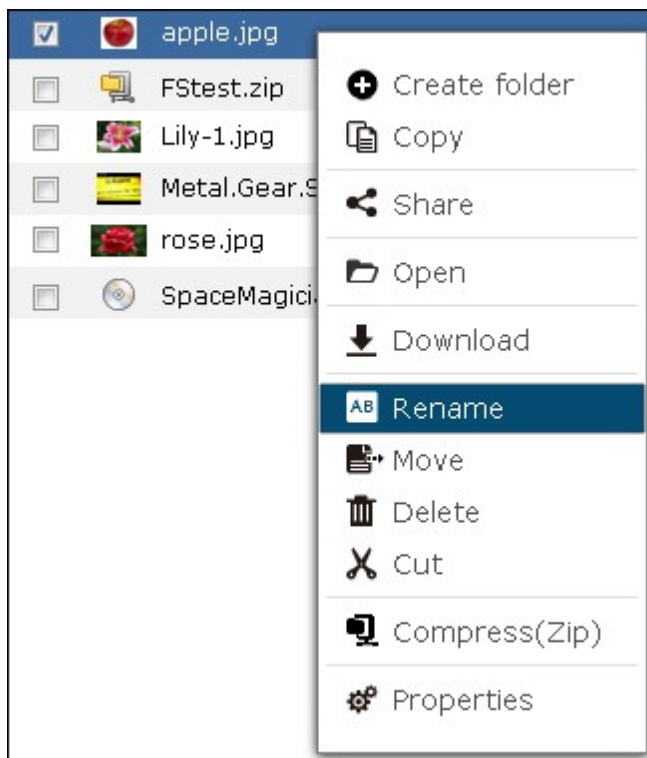 apple.jpg
FStest.zip
Lily-1.jpg
Metal.Gear.S
rose.jpg
SpaceMagici
Create folder
Copy
Share
Open
Download
AB Rename
Move
Delete
Cut
Compress(Zip)
Properties